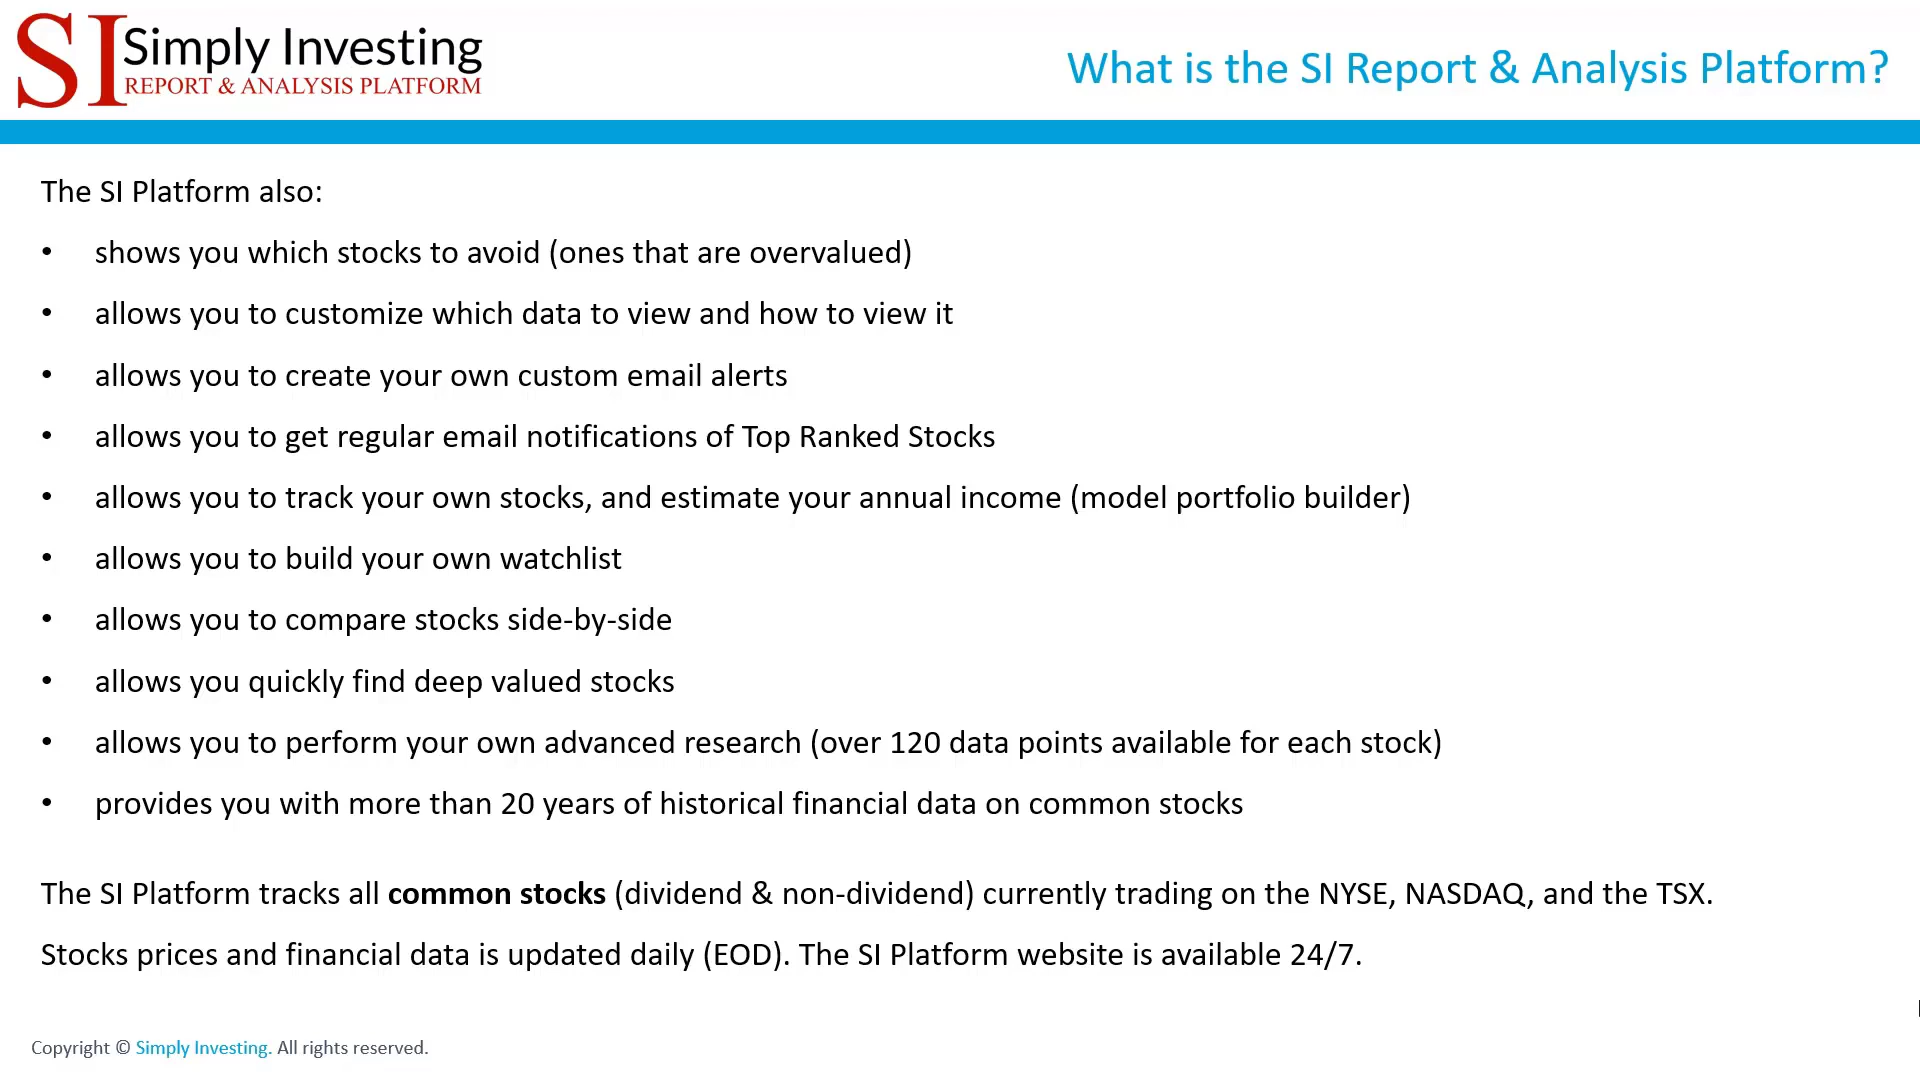 SI Simply Investing
REPORT & ANALYSIS PLATFORM
What is the SI Report & Analysis Platform?
The SI Platform also:
• shows you which stocks to avoid (ones that are overvalued)
• allows you to customize which data to view and how to view it
• allows you to create your own custom email alerts
• allows you to get regular email notifications of Top Ranked Stocks
• allows you to track your own stocks, and estimate your annual income (model portfolio builder)
• allows you to build your own watchlist
• allows you to compare stocks side-by-side
• allows you quickly find deep valued stocks
• allows you to perform your own advanced research (over 120 data points available for each stock)
• provides you with more than 20 years of historical financial data on common stocks
The SI Platform tracks all common stocks (dividend & non-dividend) currently trading on the NYSE, NASDAQ, and the TSX.
Stocks prices and financial data is updated daily (EOD). The SI Platform website is available 24/7.
Copyright © Simply Investing. All rights reserved.